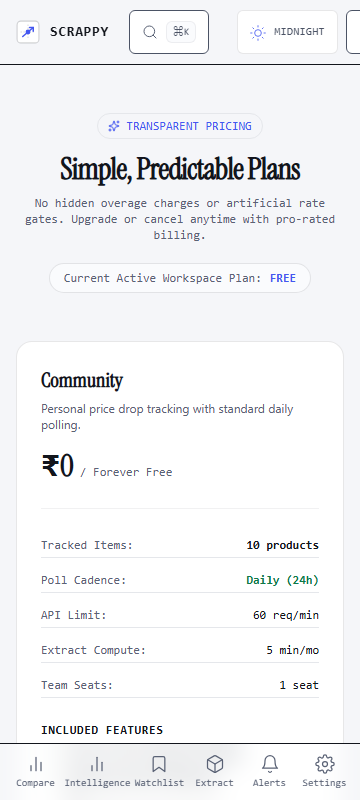 SCRAPPY
⌘K
MIDNIGHT
TRANSPARENT PRICING
Simple, Predictable Plans
No hidden overage charges or artificial rate
gates. Upgrade or cancel anytime with pro-rated
billing.
Current Active Workspace Plan: FREE
Community
Personal price drop tracking with standard daily
polling.
₹0 / Forever Free
Tracked Items: 10 products
Poll Cadence: Daily (24h)
API Limit: 60 req/min
Extract Compute: 5 min/mo
Team Seats: 1 seat
INCLUDED FEATURES
Compare Intelligence Watchlist Extract Alerts Settings